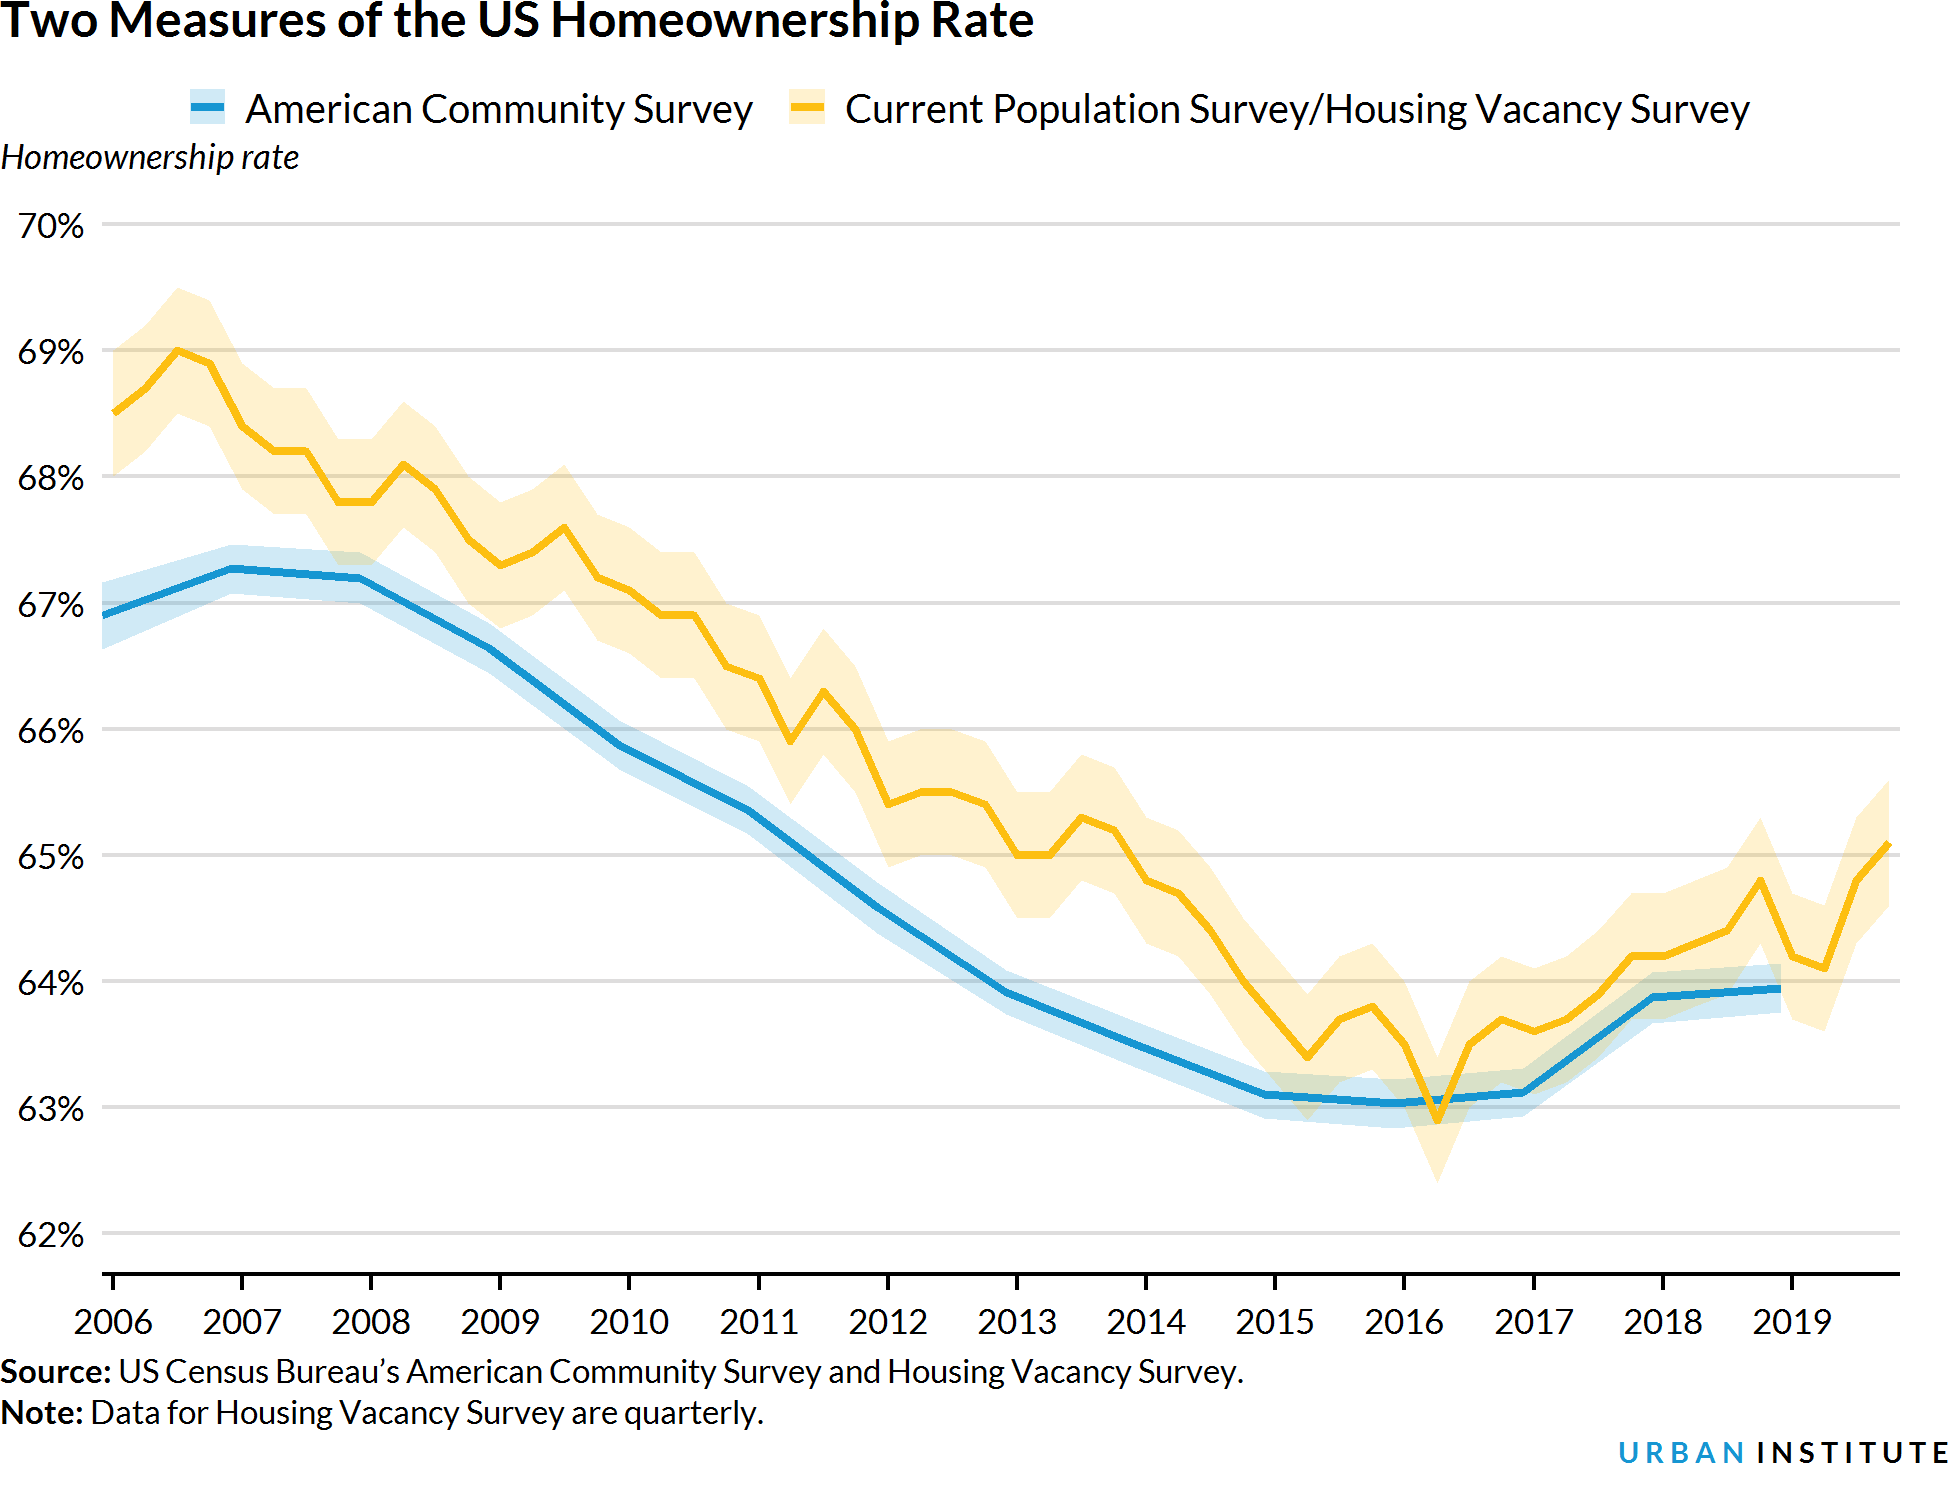 Two Measures of the US Homeownership Rate
American Community Survey Current Population Survey/Housing Vacancy Survey
Homeownership rate
70%
69%
68%
67%
66%
65%
64%
63%
62%
2006 2007 2008 2009 2010 2011 2012 2013 2014 2015 2016 2017 2018 2019
Source: US Census Bureau’s American Community Survey and Housing Vacancy Survey.
Note: Data for Housing Vacancy Survey are quarterly.
URBAN INSTITUTE